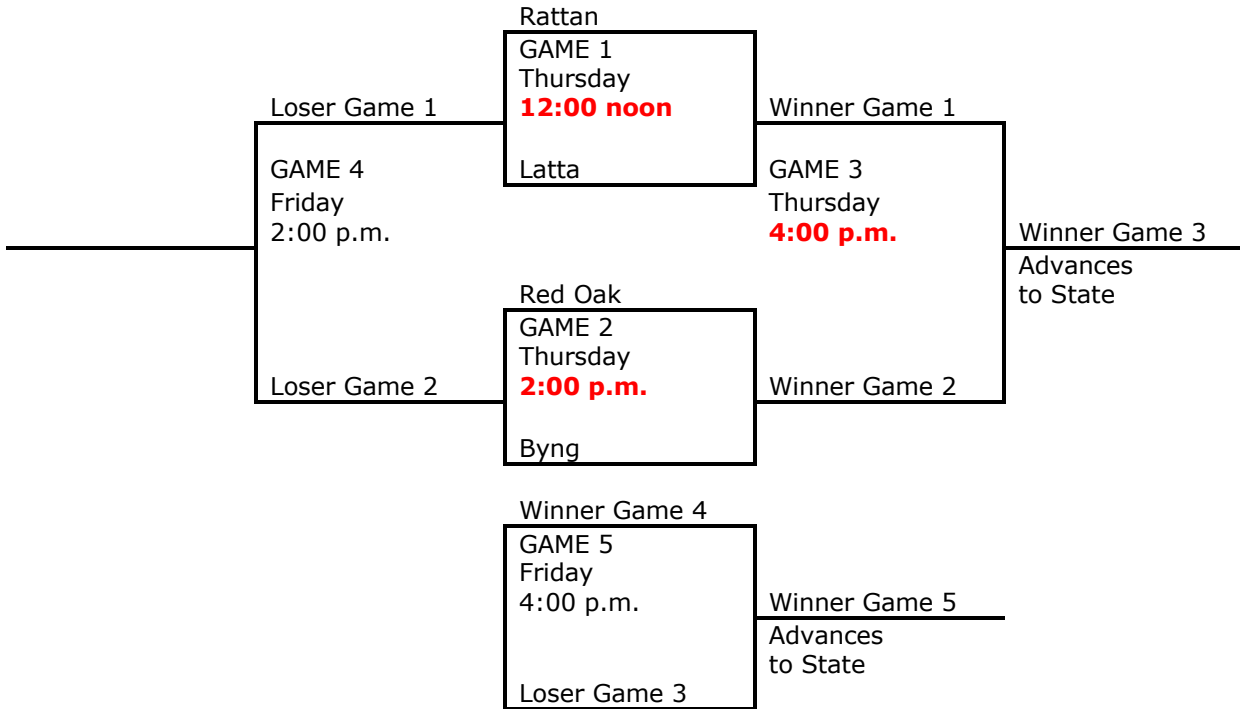 Rattan
GAME 1
Thursday
12:00 noon
Latta
Loser Game 1
GAME 4
Friday
2:00 p.m.
Loser Game 2
Winner Game 1
GAME 3
Thursday
4:00 p.m.
Winner Game 2
Winner Game 3
Advances
to State
Red Oak
GAME 2
Thursday
2:00 p.m.
Byng
Winner Game 4
GAME 5
Friday
4:00 p.m.
Loser Game 3
Winner Game 5
Advances
to State